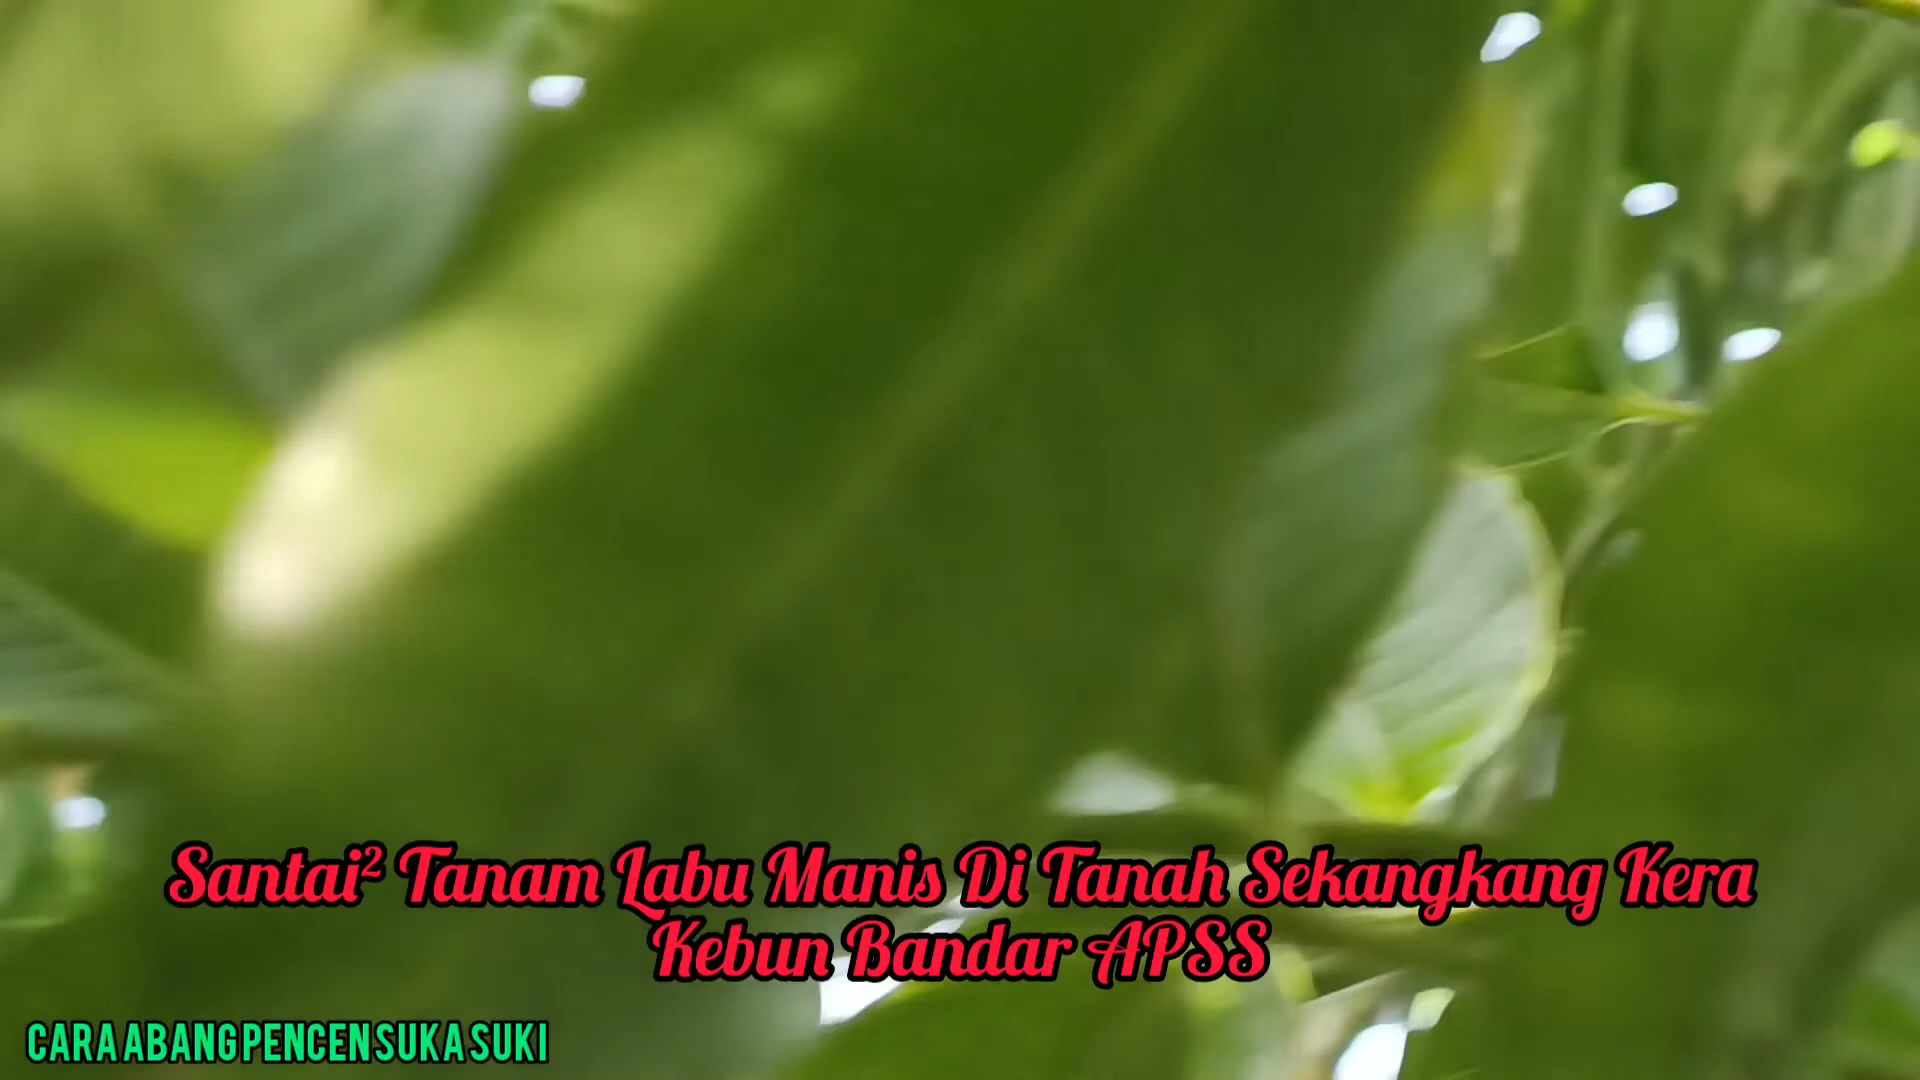 Santai² Tanam Labu Manis Di Tanah Sekangkang Kera
Kebun Bandar APSS
CARA ABANG PENCEN SUKA SUKI